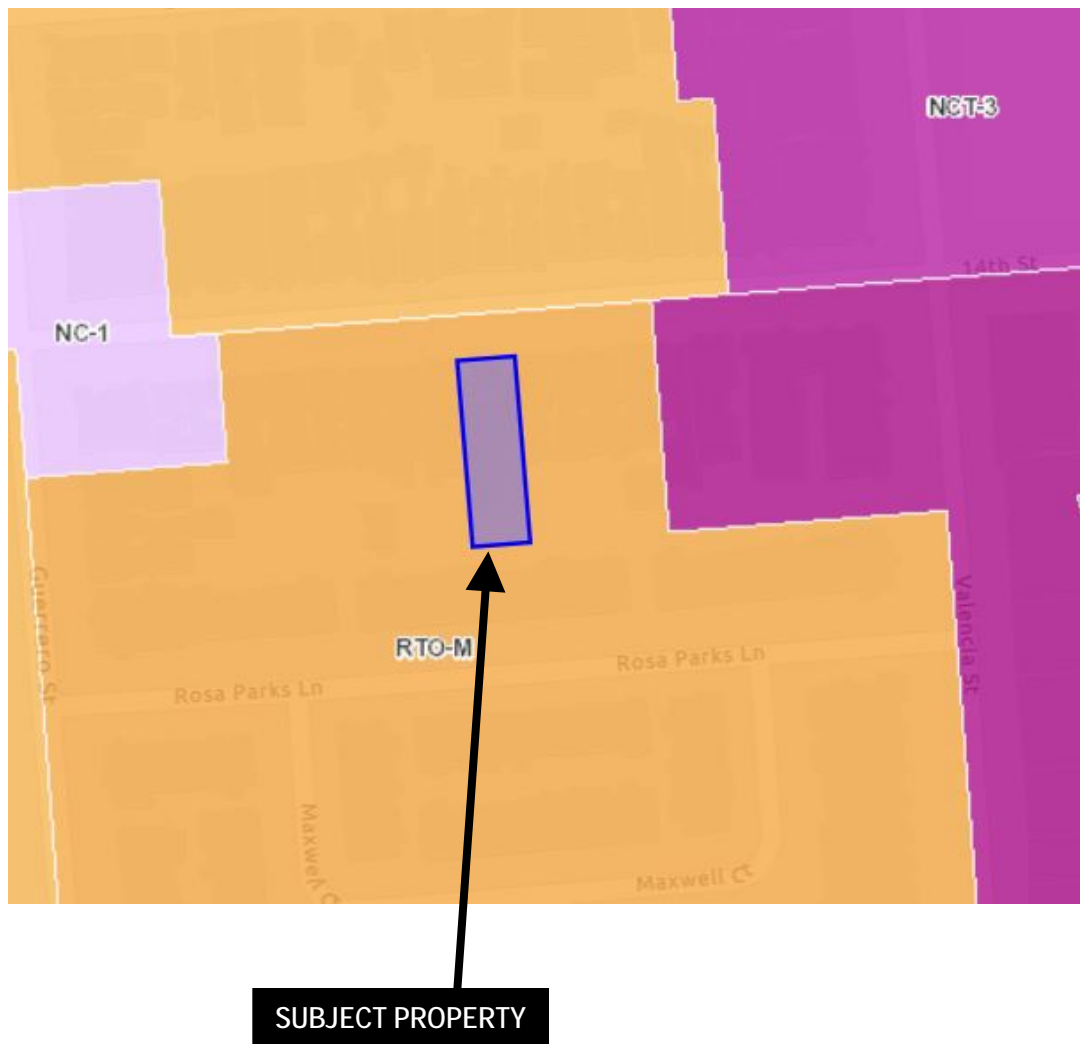 NCT-3
14th St
NC-1
Guerrero St
Valencia St
RTO-M
Rosa Parks Ln
Rosa Parks Ln
Maxwell C
Maxwell Ct
SUBJECT PROPERTY